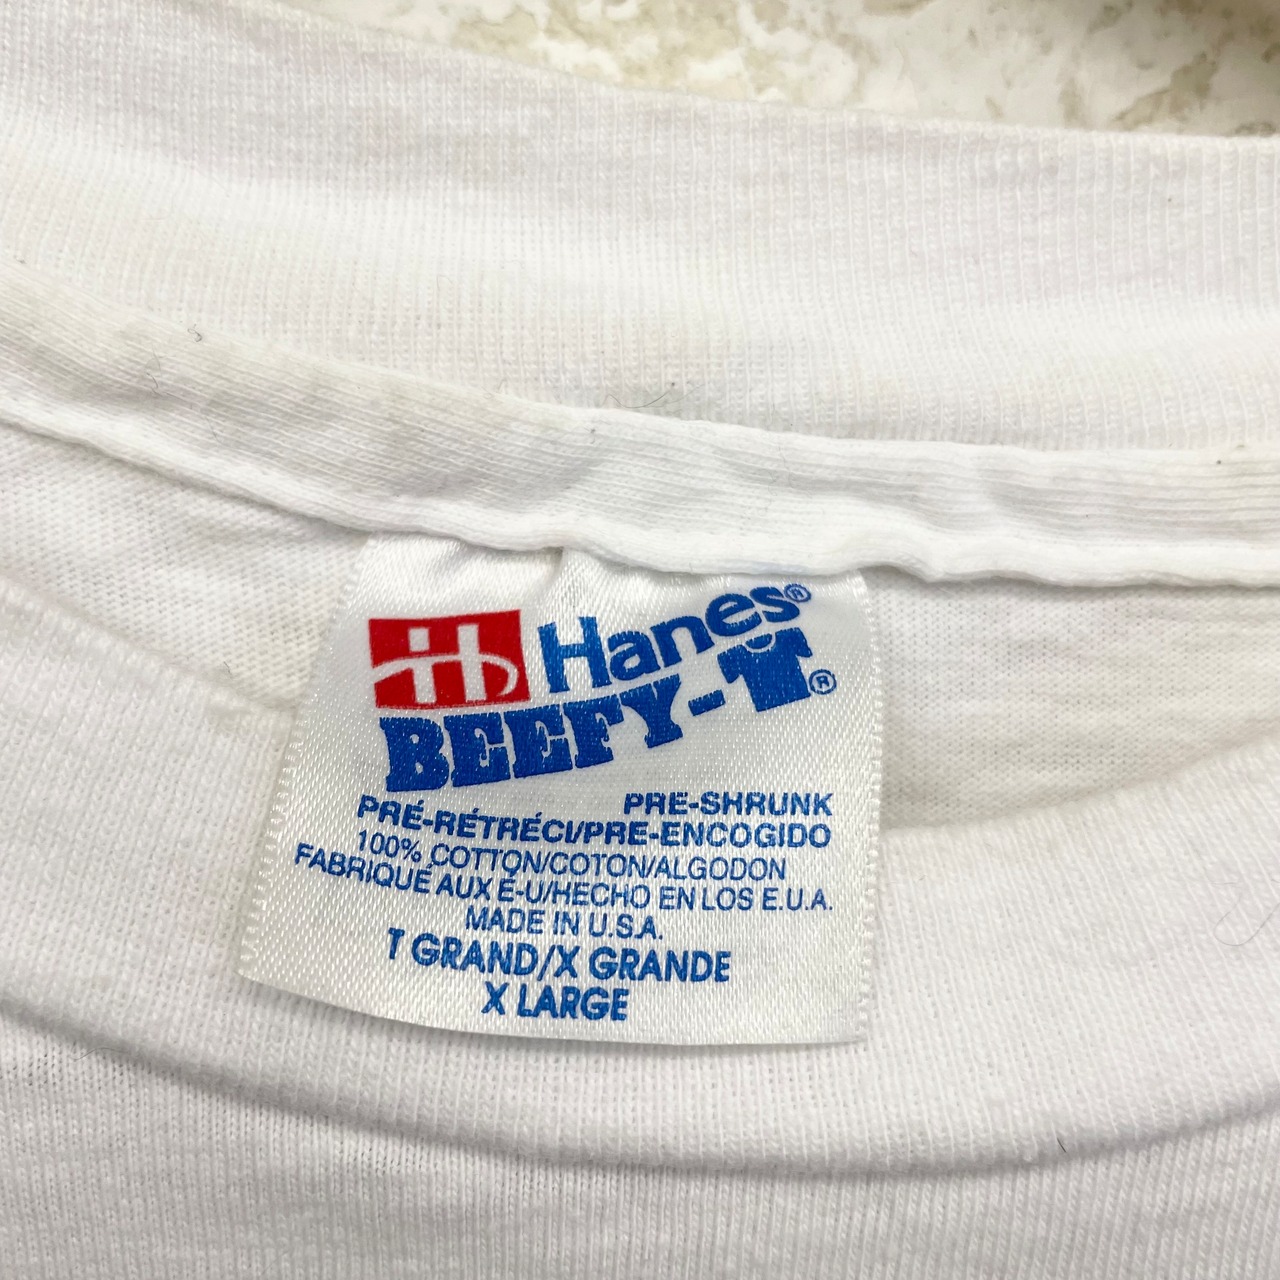 Hanes®
BEEFY-T®
PRE-SHRUNK
PRÉ-RÉTRÉCI/PRE-ENCOGIDO
100% COTTON/COTON/ALGODON
FABRIQUÉ AUX É-U/HECHO EN LOS E.U.A.
MADE IN U.S.A.
T GRAND/X GRANDE
X LARGE